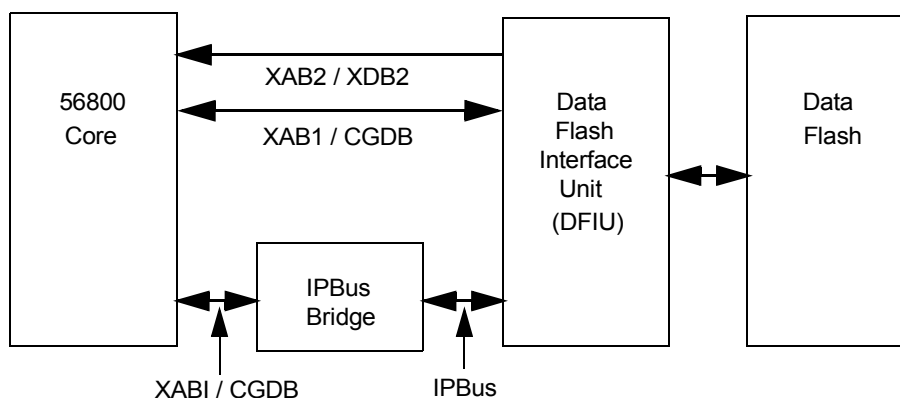 56800
Core
XAB2 / XDB2
XAB1 / CGDB
Data
Flash
Interface
Unit
(DFIU)
Data
Flash
IPBus
Bridge
XABI / CGDB
IPBus